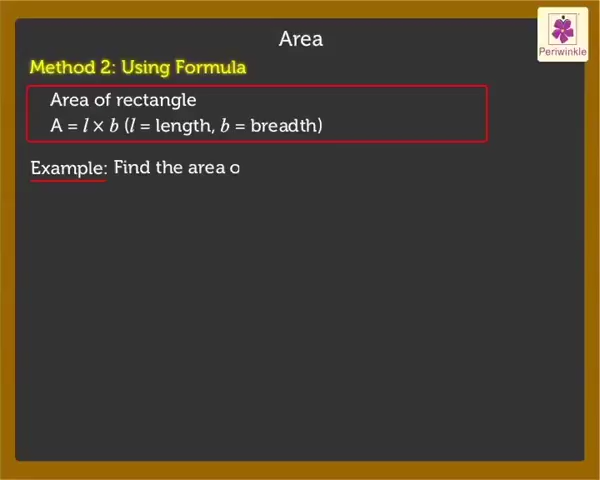 Area
Periwinkle
Method 2: Using Formula
Area of rectangle
A = l × b (l = length, b = breadth)
Example: Find the area o